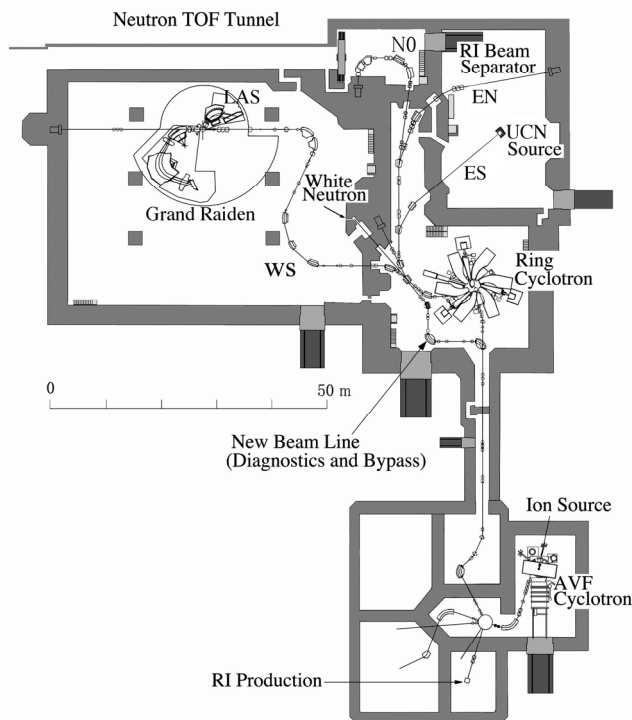 Neutron TOF Tunnel
N0
RI Beam
Separator
LAS
EN
UCN
Source
White
Neutron
ES
Grand Raiden
WS
Ring
Cyclotron
0
50 m
New Beam Line
(Diagnostics and Bypass)
Ion Source
AVF
Cyclotron
RI Production